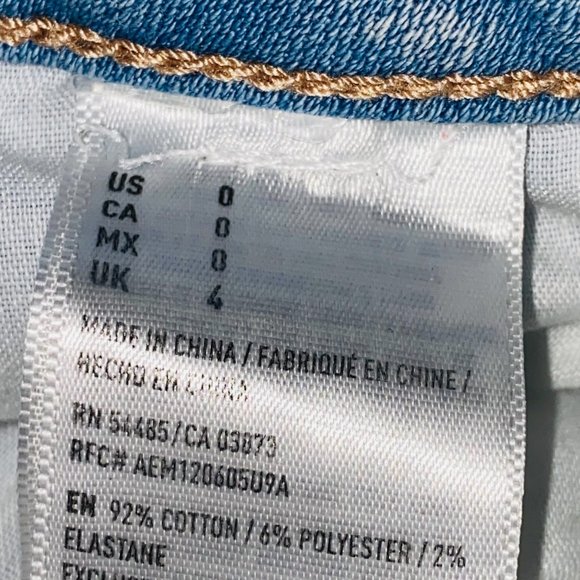 US 0
CA 0
MX 0
UK 4
MADE IN CHINA / FABRIQUÉ EN CHINE /
HECHO EN CHINA
RN 54485/CA 03873
RFC# AEM120605U9A
EN 92% COTTON / 6% POLYESTER / 2%
ELASTANE